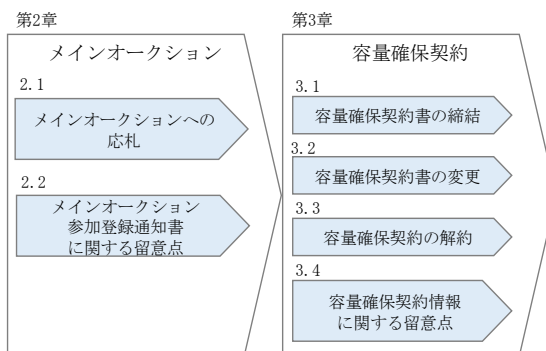 第2章
メインオークション
2.1
メインオークションへの
応札
2.2
メインオークション
参加登録通知書
に関する留意点
第3章
容量確保契約
3.1
容量確保契約書の締結
3.2
容量確保契約書の変更
3.3
容量確保契約の解約
3.4
容量確保契約情報
に関する留意点